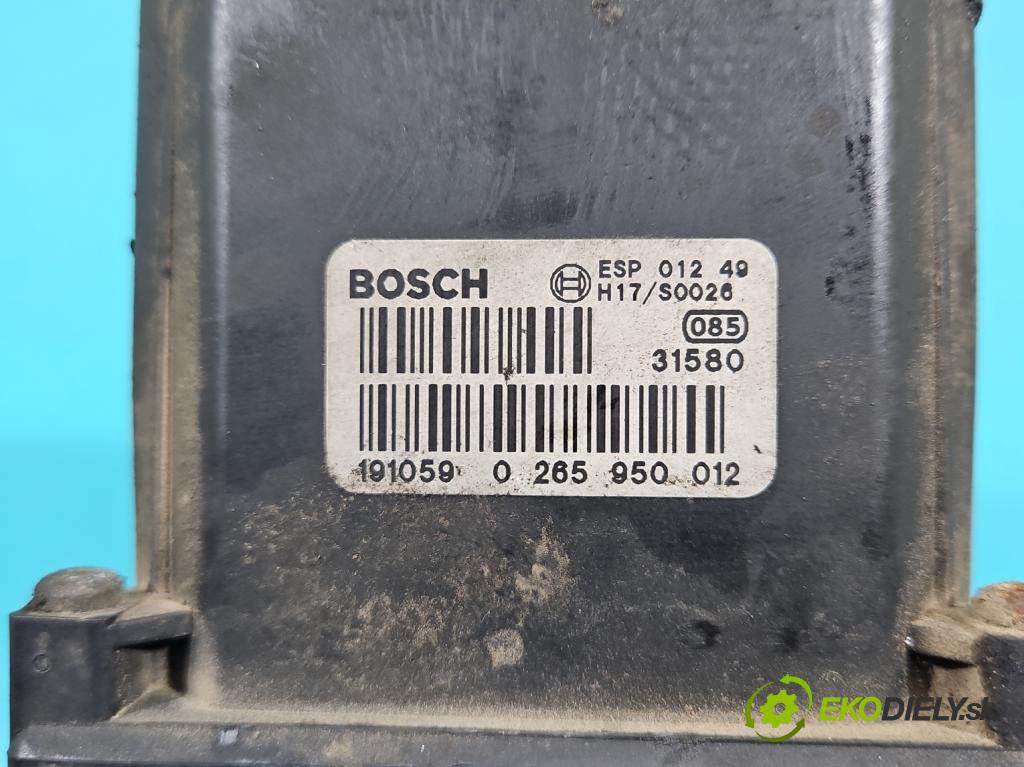 BOSCH
ESP 012 49
H17/S0026
085
31580
191059 0 265 950 012
EKODIELY.sk